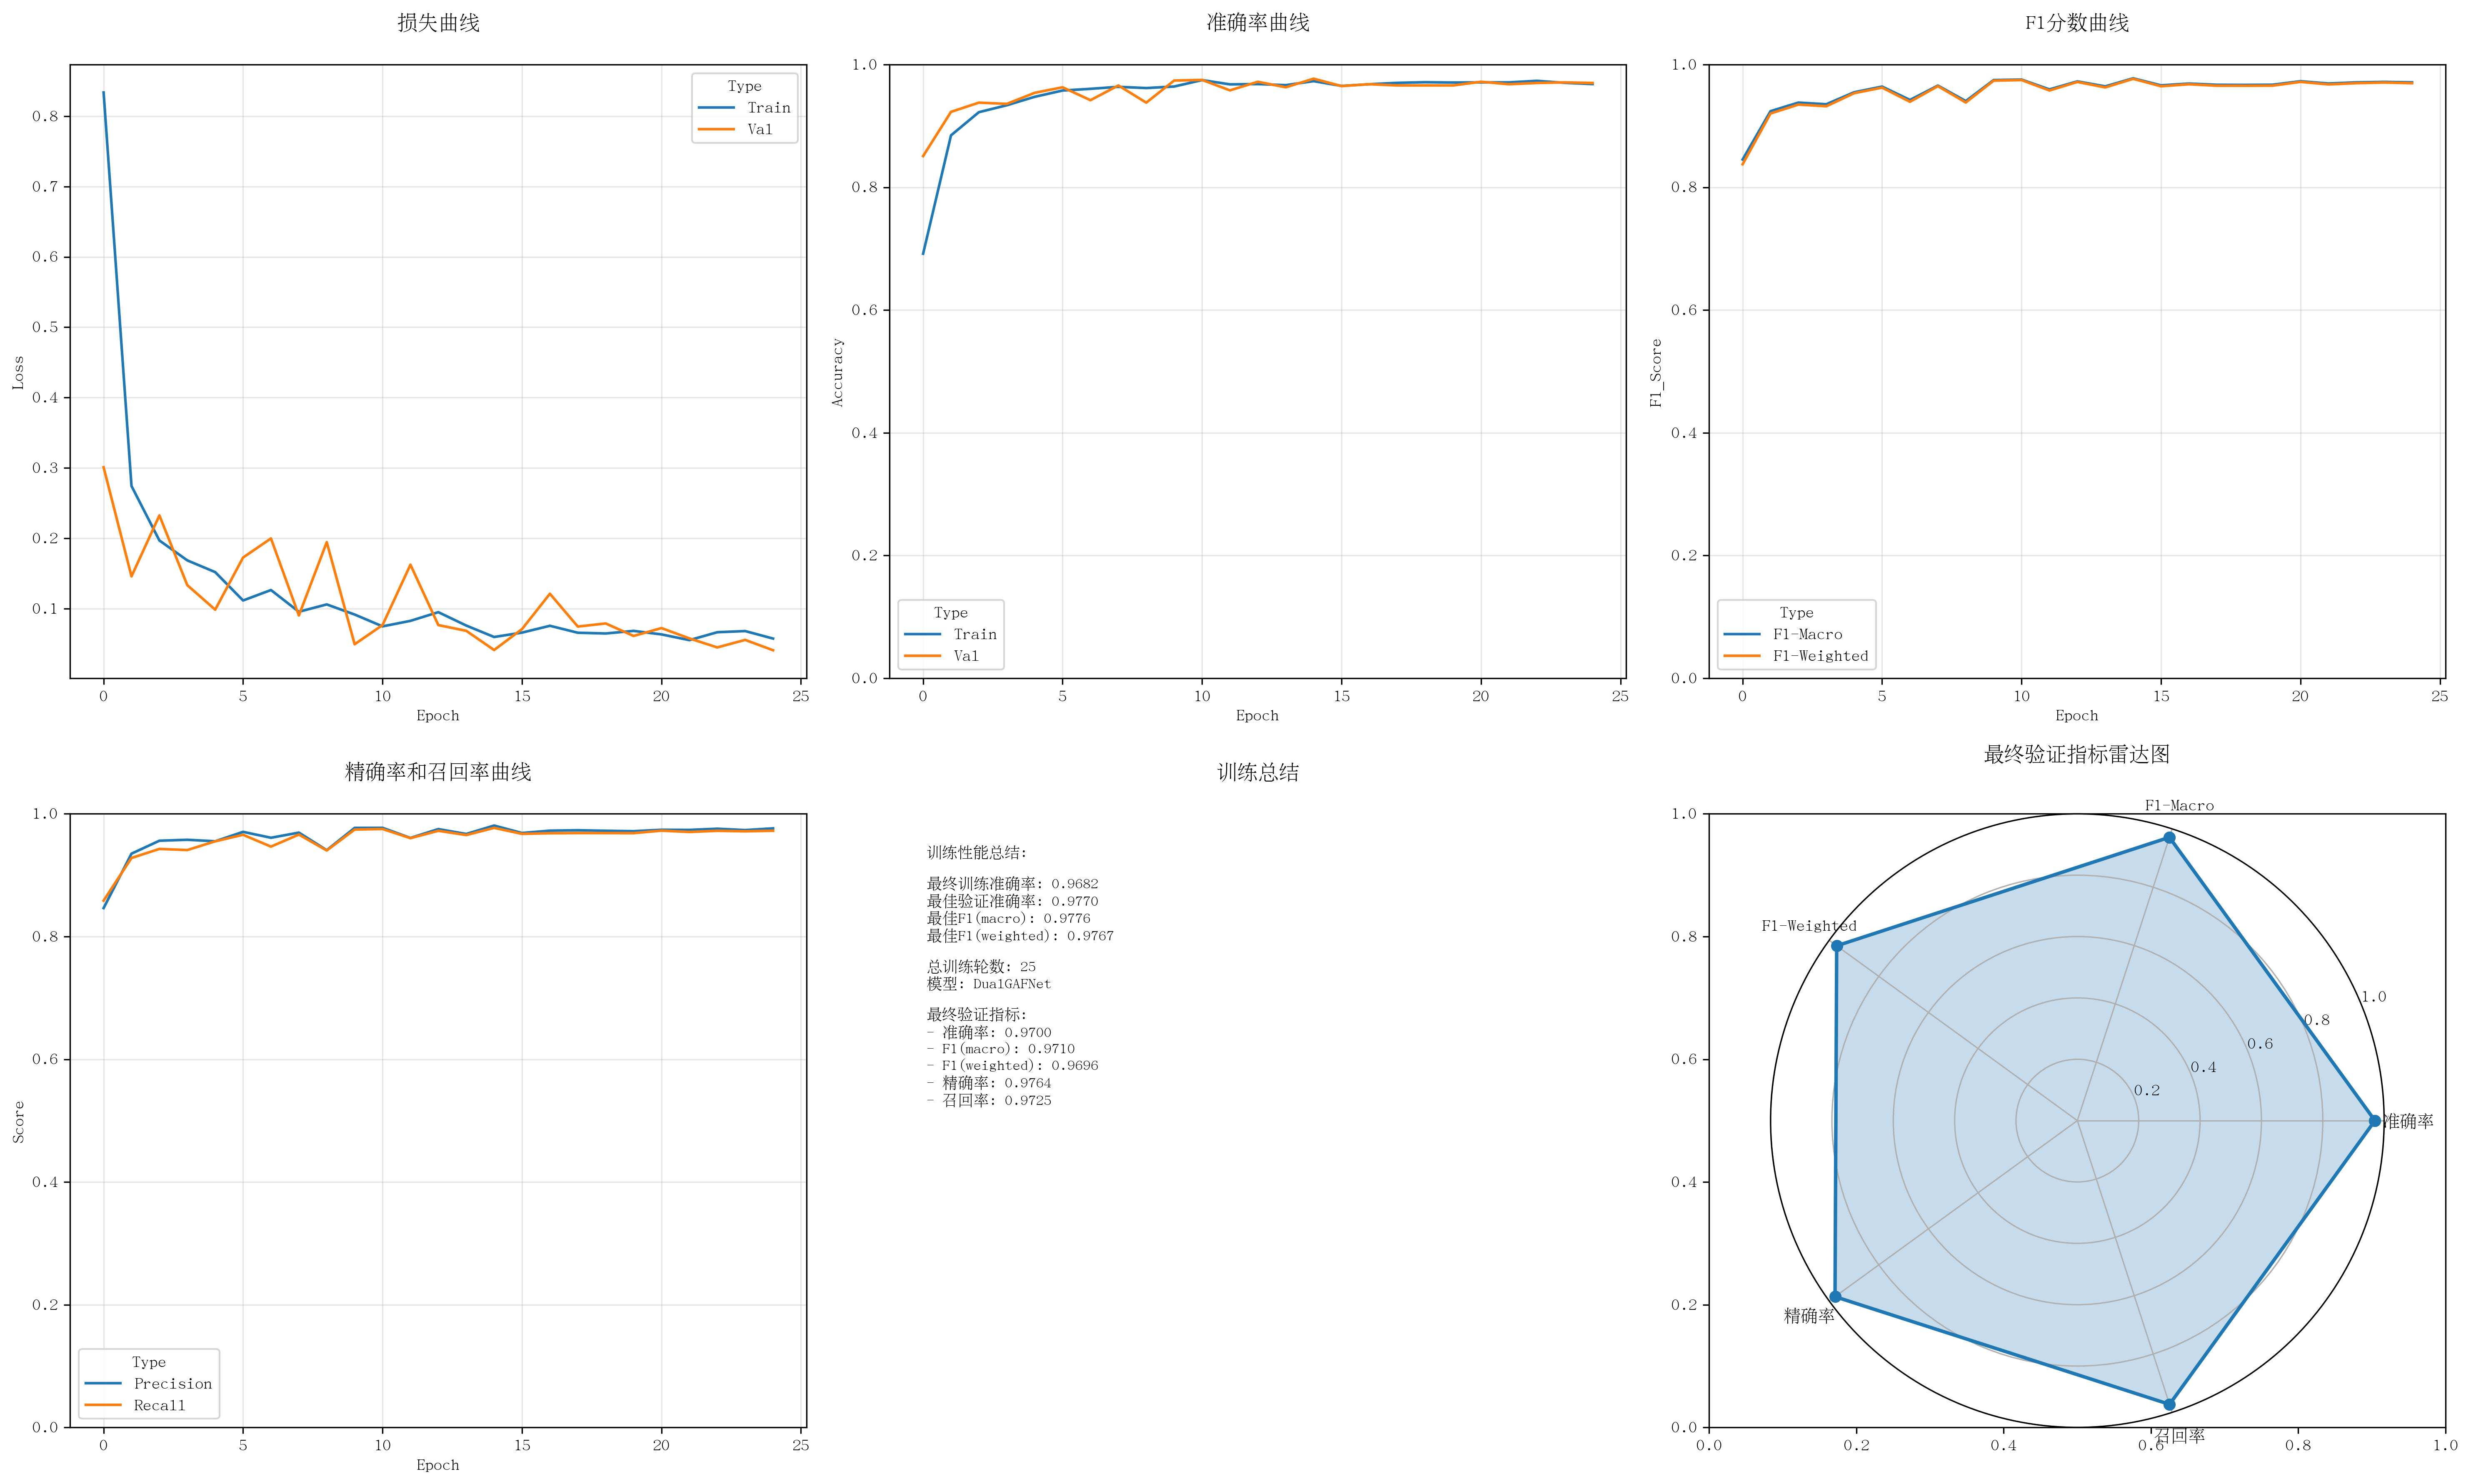 损失曲线
Type
Train
Val
0.8
0.7
0.6
0.5
0.4
0.3
0.2
0.1
Loss
0
5
10
15
20
25
Epoch
准确率曲线
1.0
0.8
0.6
0.4
0.2
0.0
Accuracy
Type
Train
Val
0
5
10
15
20
25
Epoch
F1分数曲线
1.0
0.8
0.6
0.4
0.2
0.0
F1_Score
Type
F1-Macro
F1-Weighted
0
5
10
15
20
25
Epoch
精确率和召回率曲线
1.0
0.8
0.6
0.4
0.2
0.0
Score
Type
Precision
Recall
0
5
10
15
20
25
Epoch
训练总结
训练性能总结:
最终训练准确率: 0.9682
最佳验证准确率: 0.9770
最佳F1(macro): 0.9776
最佳F1(weighted): 0.9767
总训练轮数: 25
模型: DualGAFNet
最终验证指标:
- 准确率: 0.9700
- F1(macro): 0.9710
- F1(weighted): 0.9696
- 精确率: 0.9764
- 召回率: 0.9725
最终验证指标雷达图
1.0
0.8
0.6
0.4
0.2
0.0
F1-Macro
F1-Weighted
1.0
0.8
0.6
0.4
0.2
准确率
精确率
召回率
0.0
0.2
0.4
0.6
0.8
1.0